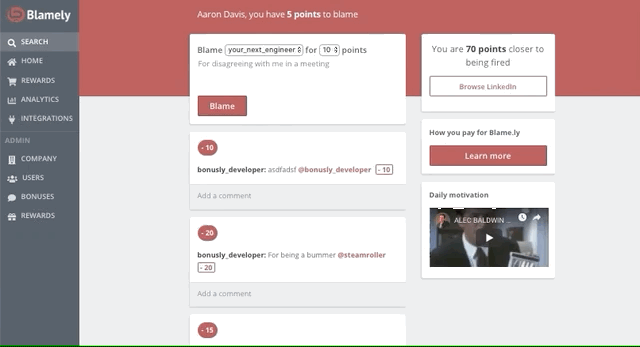 Blamely
Aaron Davis, you have 5 points to blame
SEARCH
HOME
REWARDS
ANALYTICS
INTEGRATIONS
ADMIN
COMPANY
USERS
BONUSES
REWARDS
Blame your_next_engineer for 10 points
For disagreeing with me in a meeting
Blame
- 10
bonusly_developer: asdfadsf @bonusly_developer - 10
Add a comment
- 20
bonusly_developer: For being a bummer @steamroller
- 20
Add a comment
- 15
You are 70 points closer to
being fired
Browse LinkedIn
How you pay for Blame.ly
Learn more
Daily motivation
ALEC BALDWIN ...